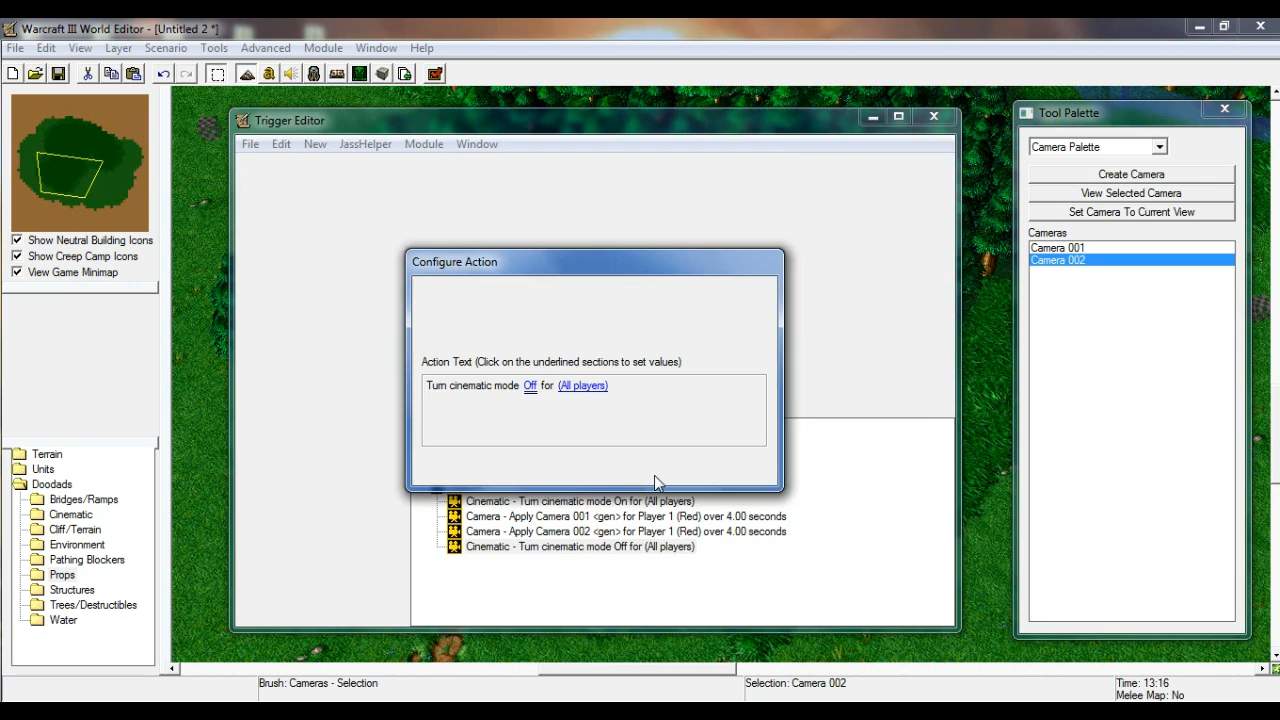 Warcraft III World Editor - [Untitled 2 *]
File Edit View Layer Scenario Tools Advanced Module Window Help
Show Neutral Building Icons
Show Creep Camp Icons
View Game Minimap
Terrain
Units
Doodads
Bridges/Ramps
Cinematic
Cliff/Terrain
Environment
Pathing Blockers
Props
Structures
Trees/Destructibles
Water
Trigger Editor
File Edit New JassHelper Module Window
Configure Action
Action Text (Click on the underlined sections to set values)
Turn cinematic mode Off for (All players)
Cinematic - Turn cinematic mode On for (All players)
Camera - Apply Camera 001 <gen> for Player 1 (Red) over 4.00 seconds
Camera - Apply Camera 002 <gen> for Player 1 (Red) over 4.00 seconds
Cinematic - Turn cinematic mode Off for (All players)
Tool Palette
Camera Palette
Create Camera
View Selected Camera
Set Camera To Current View
Cameras
Camera 001
Camera 002
Brush: Cameras - Selection
Selection: Camera 002
Time: 13:16
Melee Map: No